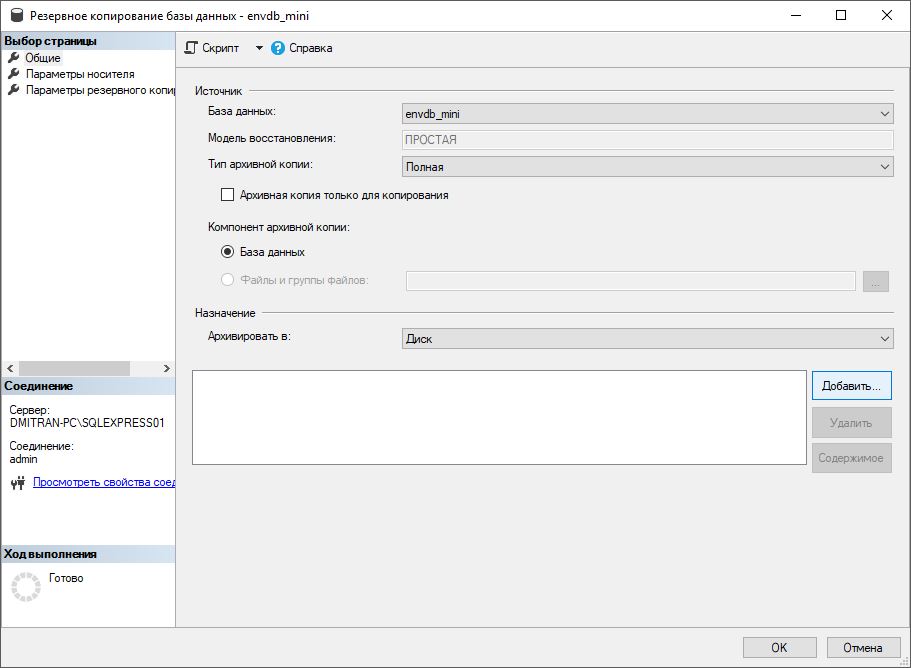 Резервное копирование базы данных - envdb_mini
Выбор страницы
Общие
Параметры носителя
Параметры резервного копир
Скрипт
Справка
Источник
База данных:
envdb_mini
Модель восстановления:
ПРОСТАЯ
Тип архивной копии:
Полная
Архивная копия только для копирования
Компонент архивной копии:
База данных
Файлы и группы файлов:
...
Назначение
Архивировать в:
Диск
Добавить...
Удалить
Содержимое
Соединение
Сервер:
DMITRAN-PC\SQLEXPRESS01
Соединение:
admin
Просмотреть свойства соед
Ход выполнения
Готово
OK
Отмена